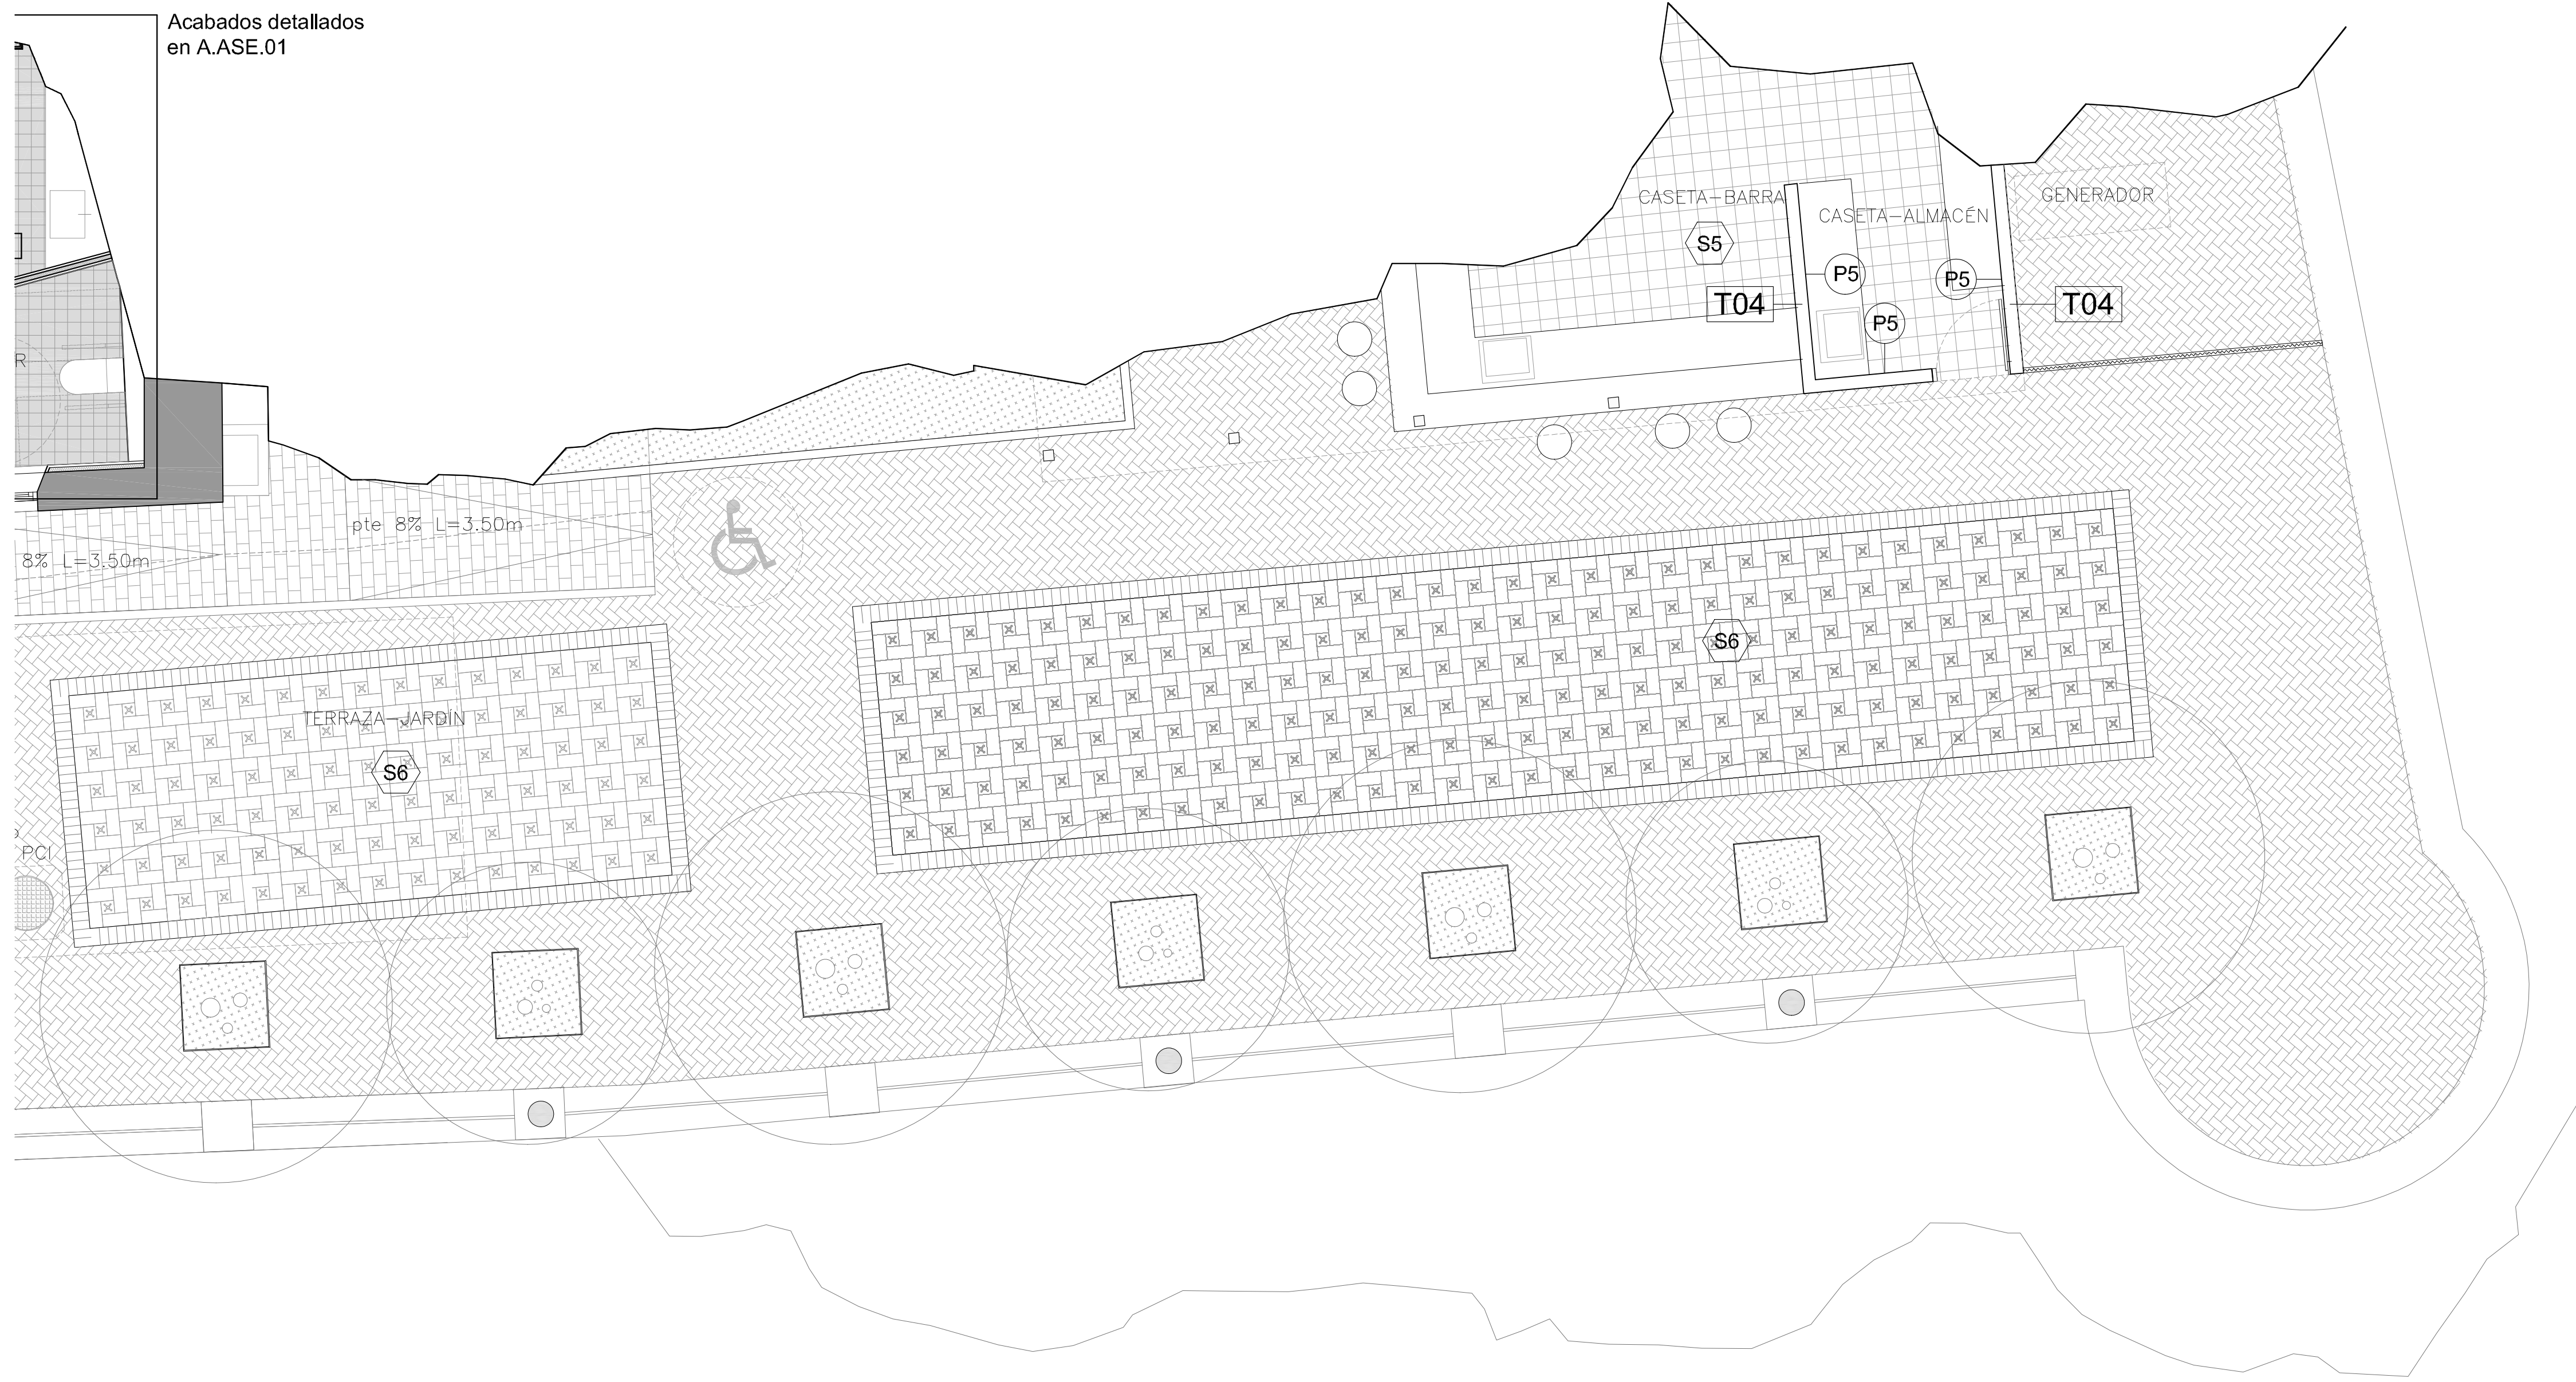 Acabados detallados
en A.ASE.01
CASETA-BARRA
CASETA-ALMACÉN
GENERADOR
S5
P5
P5
T04
T04
P5
R
pte 8% L=3.50m
8% L=3.50m
S6
TERRAZA-JARDÍN
S6
PCI